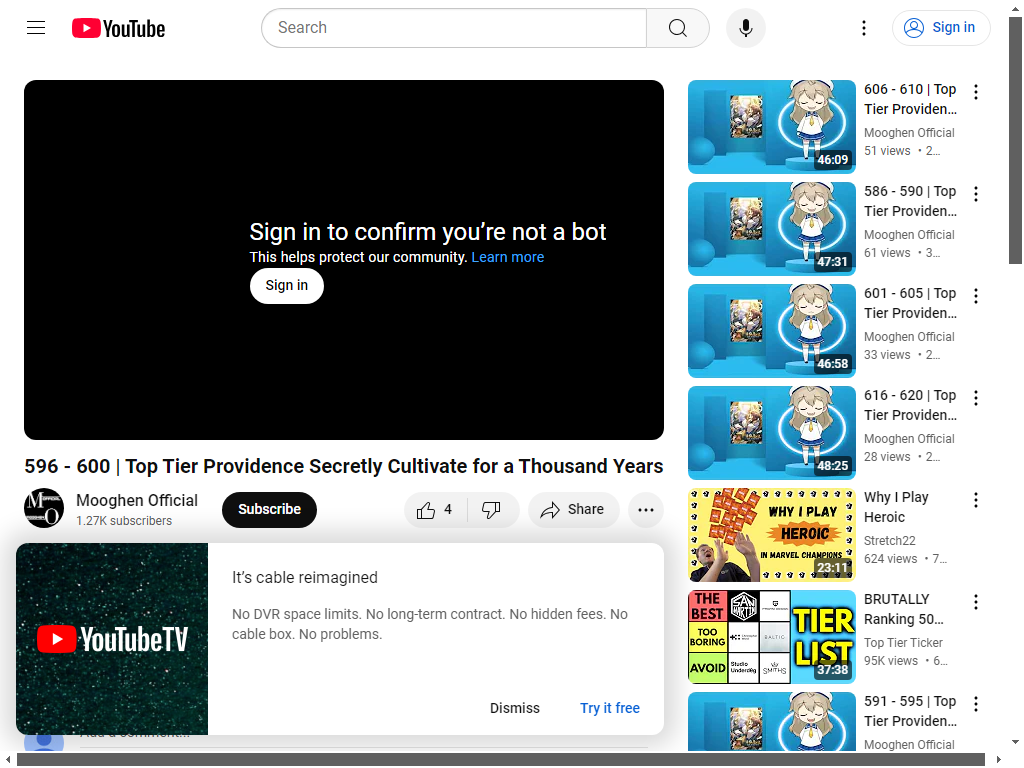 YouTube
Search
Sign in
Sign in to confirm you’re not a bot
This helps protect our community. Learn more
Sign in
596 - 600 | Top Tier Providence Secretly Cultivate for a Thousand Years
Mooghen Official
1.27K subscribers
Subscribe
4
Share
It’s cable reimagined
No DVR space limits. No long-term contract. No hidden fees. No
cable box. No problems.
YouTubeTV
Dismiss
Try it free
Add a comment...
46:09
606 - 610 | Top
Tier Providen...
Mooghen Official
51 views • 2...
47:31
586 - 590 | Top
Tier Providen...
Mooghen Official
61 views • 3...
46:58
601 - 605 | Top
Tier Providen...
Mooghen Official
33 views • 2...
48:25
616 - 620 | Top
Tier Providen...
Mooghen Official
28 views • 2...
WHY I PLAY
HEROIC
IN MARVEL CHAMPIONS
23:11
Why I Play
Heroic
Stretch22
624 views • 7...
THE
BEST
SAN
MARTIN
TOO
BORING
BALTIC
AVOID
Studio
Underd0g
SMITHS
TIER
LIST
37:38
BRUTALLY
Ranking 50...
Top Tier Ticker
95K views • 6...
591 - 595 | Top
Tier Providen...
Mooghen Official